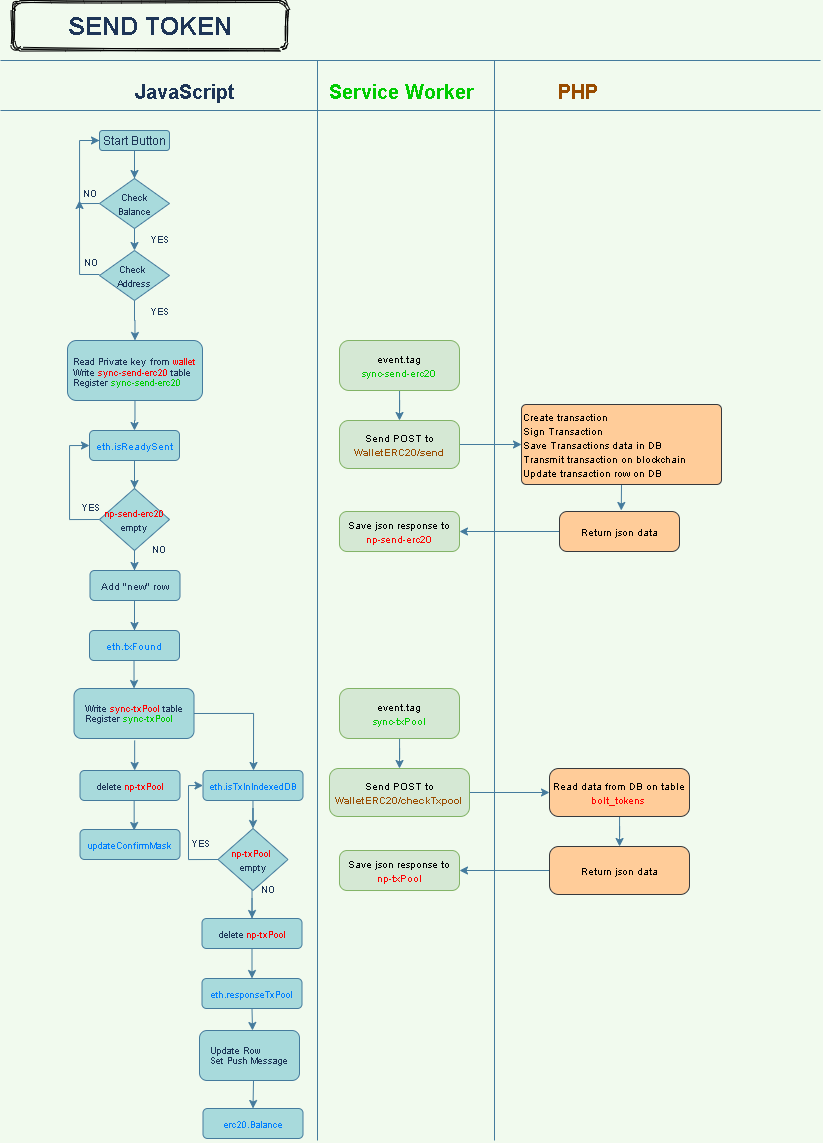 SEND TOKEN
JavaScript
Service Worker
PHP
Start Button
NO
Check
Balance
YES
NO
Check
Address
YES
Read Private key from wallet
Write sync-send-erc20 table
Register sync-send-erc20
event.tag
sync-send-erc20
eth.isReadySent
Send POST to
WalletERC20/send
Create transaction
Sign Transaction
Save Transactions data in DB
Transmit transaction on blockchain
Update transaction row on DB
YES
np-send-erc20
empty
NO
Save json response to
np-send-erc20
Return json data
Add "new" row
eth.txFound
Write sync-txPool table
Register sync-txPool
event.tag
sync-txPool
delete np-txPool
eth.isTxInIndexedDB
Send POST to
WalletERC20/checkTxpool
Read data from DB on table
bolt_tokens
updateConfirmMask
YES
np-txPool
empty
NO
Save json response to
np-txPool
Return json data
delete np-txPool
eth.responseTxPool
Update Row
Set Push Message
erc20.Balance